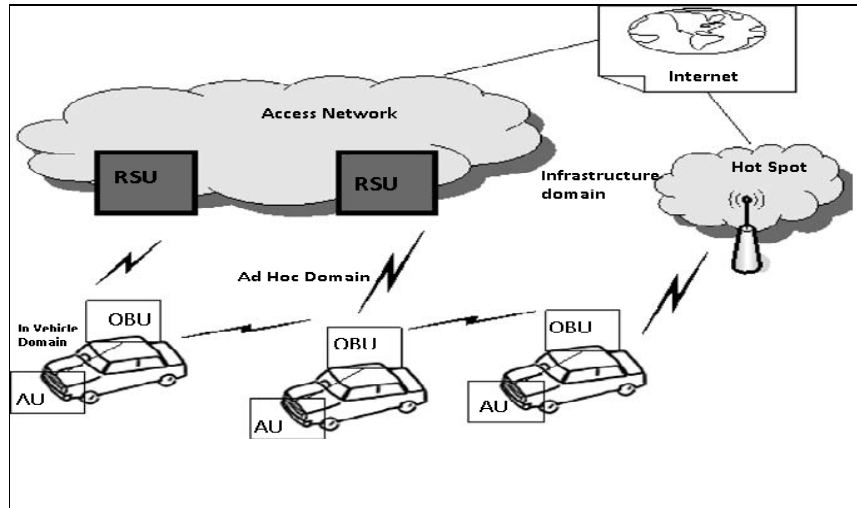 Internet
Access Network
Hot Spot
RSU
RSU
Infrastructure
domain
Ad Hoc Domain
OBU
In Vehicle
Domain
OBU
OBU
AU
AU
AU